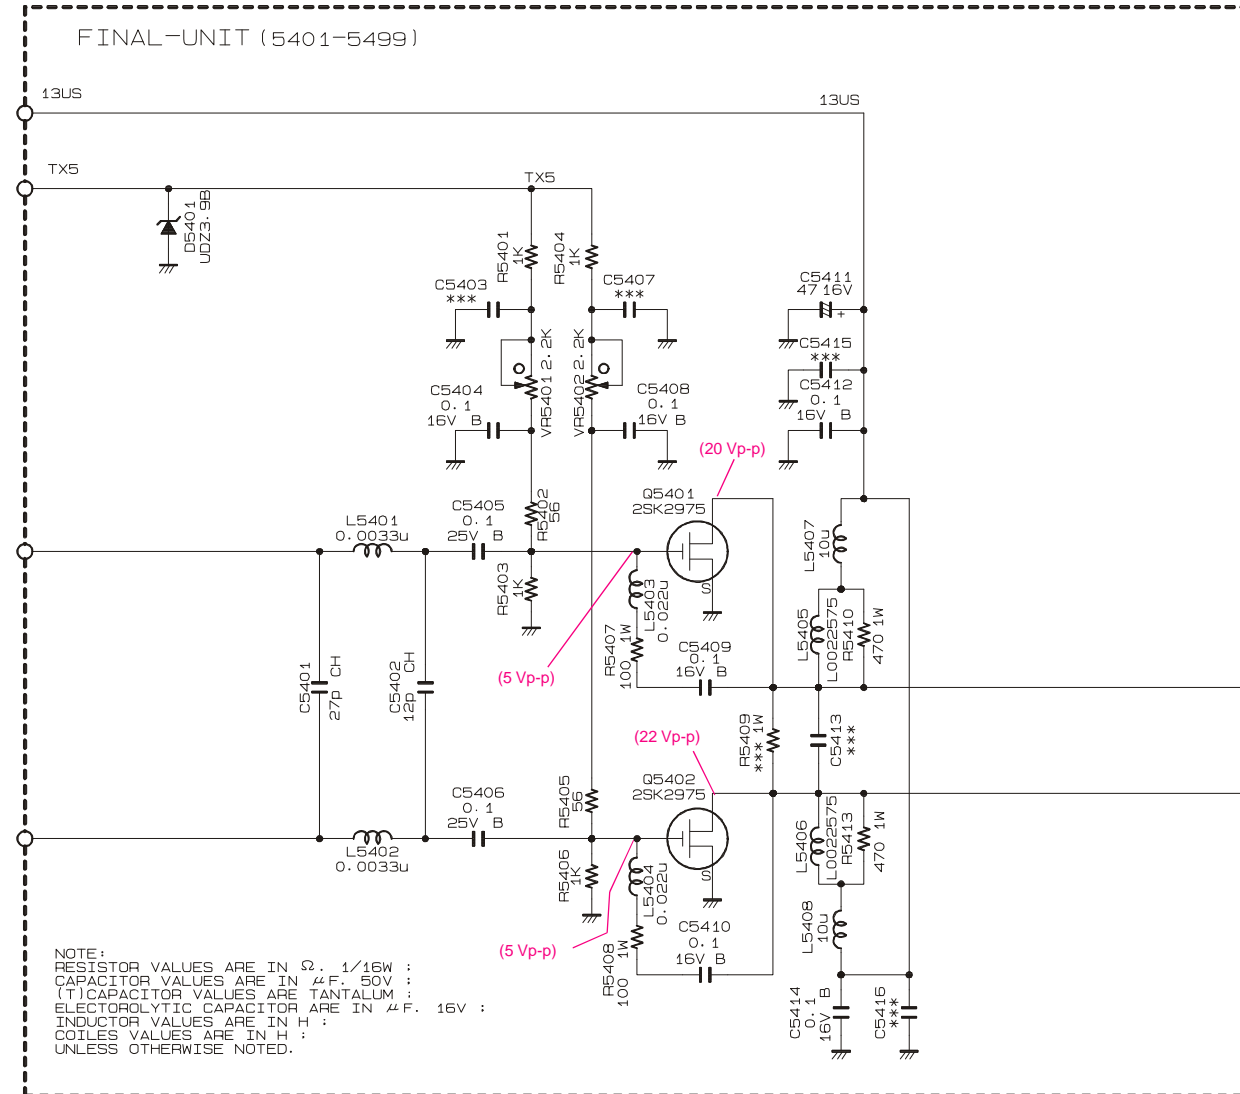 FINAL-UNIT (5401-5499)
13US
13US
TX5
TX5
D5401
UDZ3.9B
R5401
1K
R5404
1K
C5403
***
C5407
***
C5411
47 16V
+
VR5401 2.2K
VR5402 2.2K
C5415
***
C5404
0.1
16V B
C5408
0.1
16V B
C5412
0.1
16V B
(20 Vp-p)
Q5401
2SK2975
S
R5402
56
C5405
0.1
25V B
L5401
0.0033u
R5403
1K
L5403
0.022u
L5407
10u
L5405
L0022575
R5410
470 1W
R5407
100 1W
C5409
0.1
16V B
(5 Vp-p)
C5401
27p CH
C5402
12p CH
R5409
*** 1W
C5413
***
(22 Vp-p)
Q5402
2SK2975
S
C5406
0.1
25V B
R5405
56
L5402
0.0033u
R5406
1K
L5404
0.022u
L5406
L0022575
R5413
470 1W
L5408
10u
(5 Vp-p)
R5408
100 1W
C5410
0.1
16V B
C5414
0.1
16V B
C5416
***
NOTE:
RESISTOR VALUES ARE IN Ω. 1/16W ;
CAPACITOR VALUES ARE IN μF. 50V ;
(T)CAPACITOR VALUES ARE TANTALUM ;
ELECTOROLYTIC CAPACITOR ARE IN μF. 16V ;
INDUCTOR VALUES ARE IN H ;
COILES VALUES ARE IN H ;
UNLESS OTHERWISE NOTED.